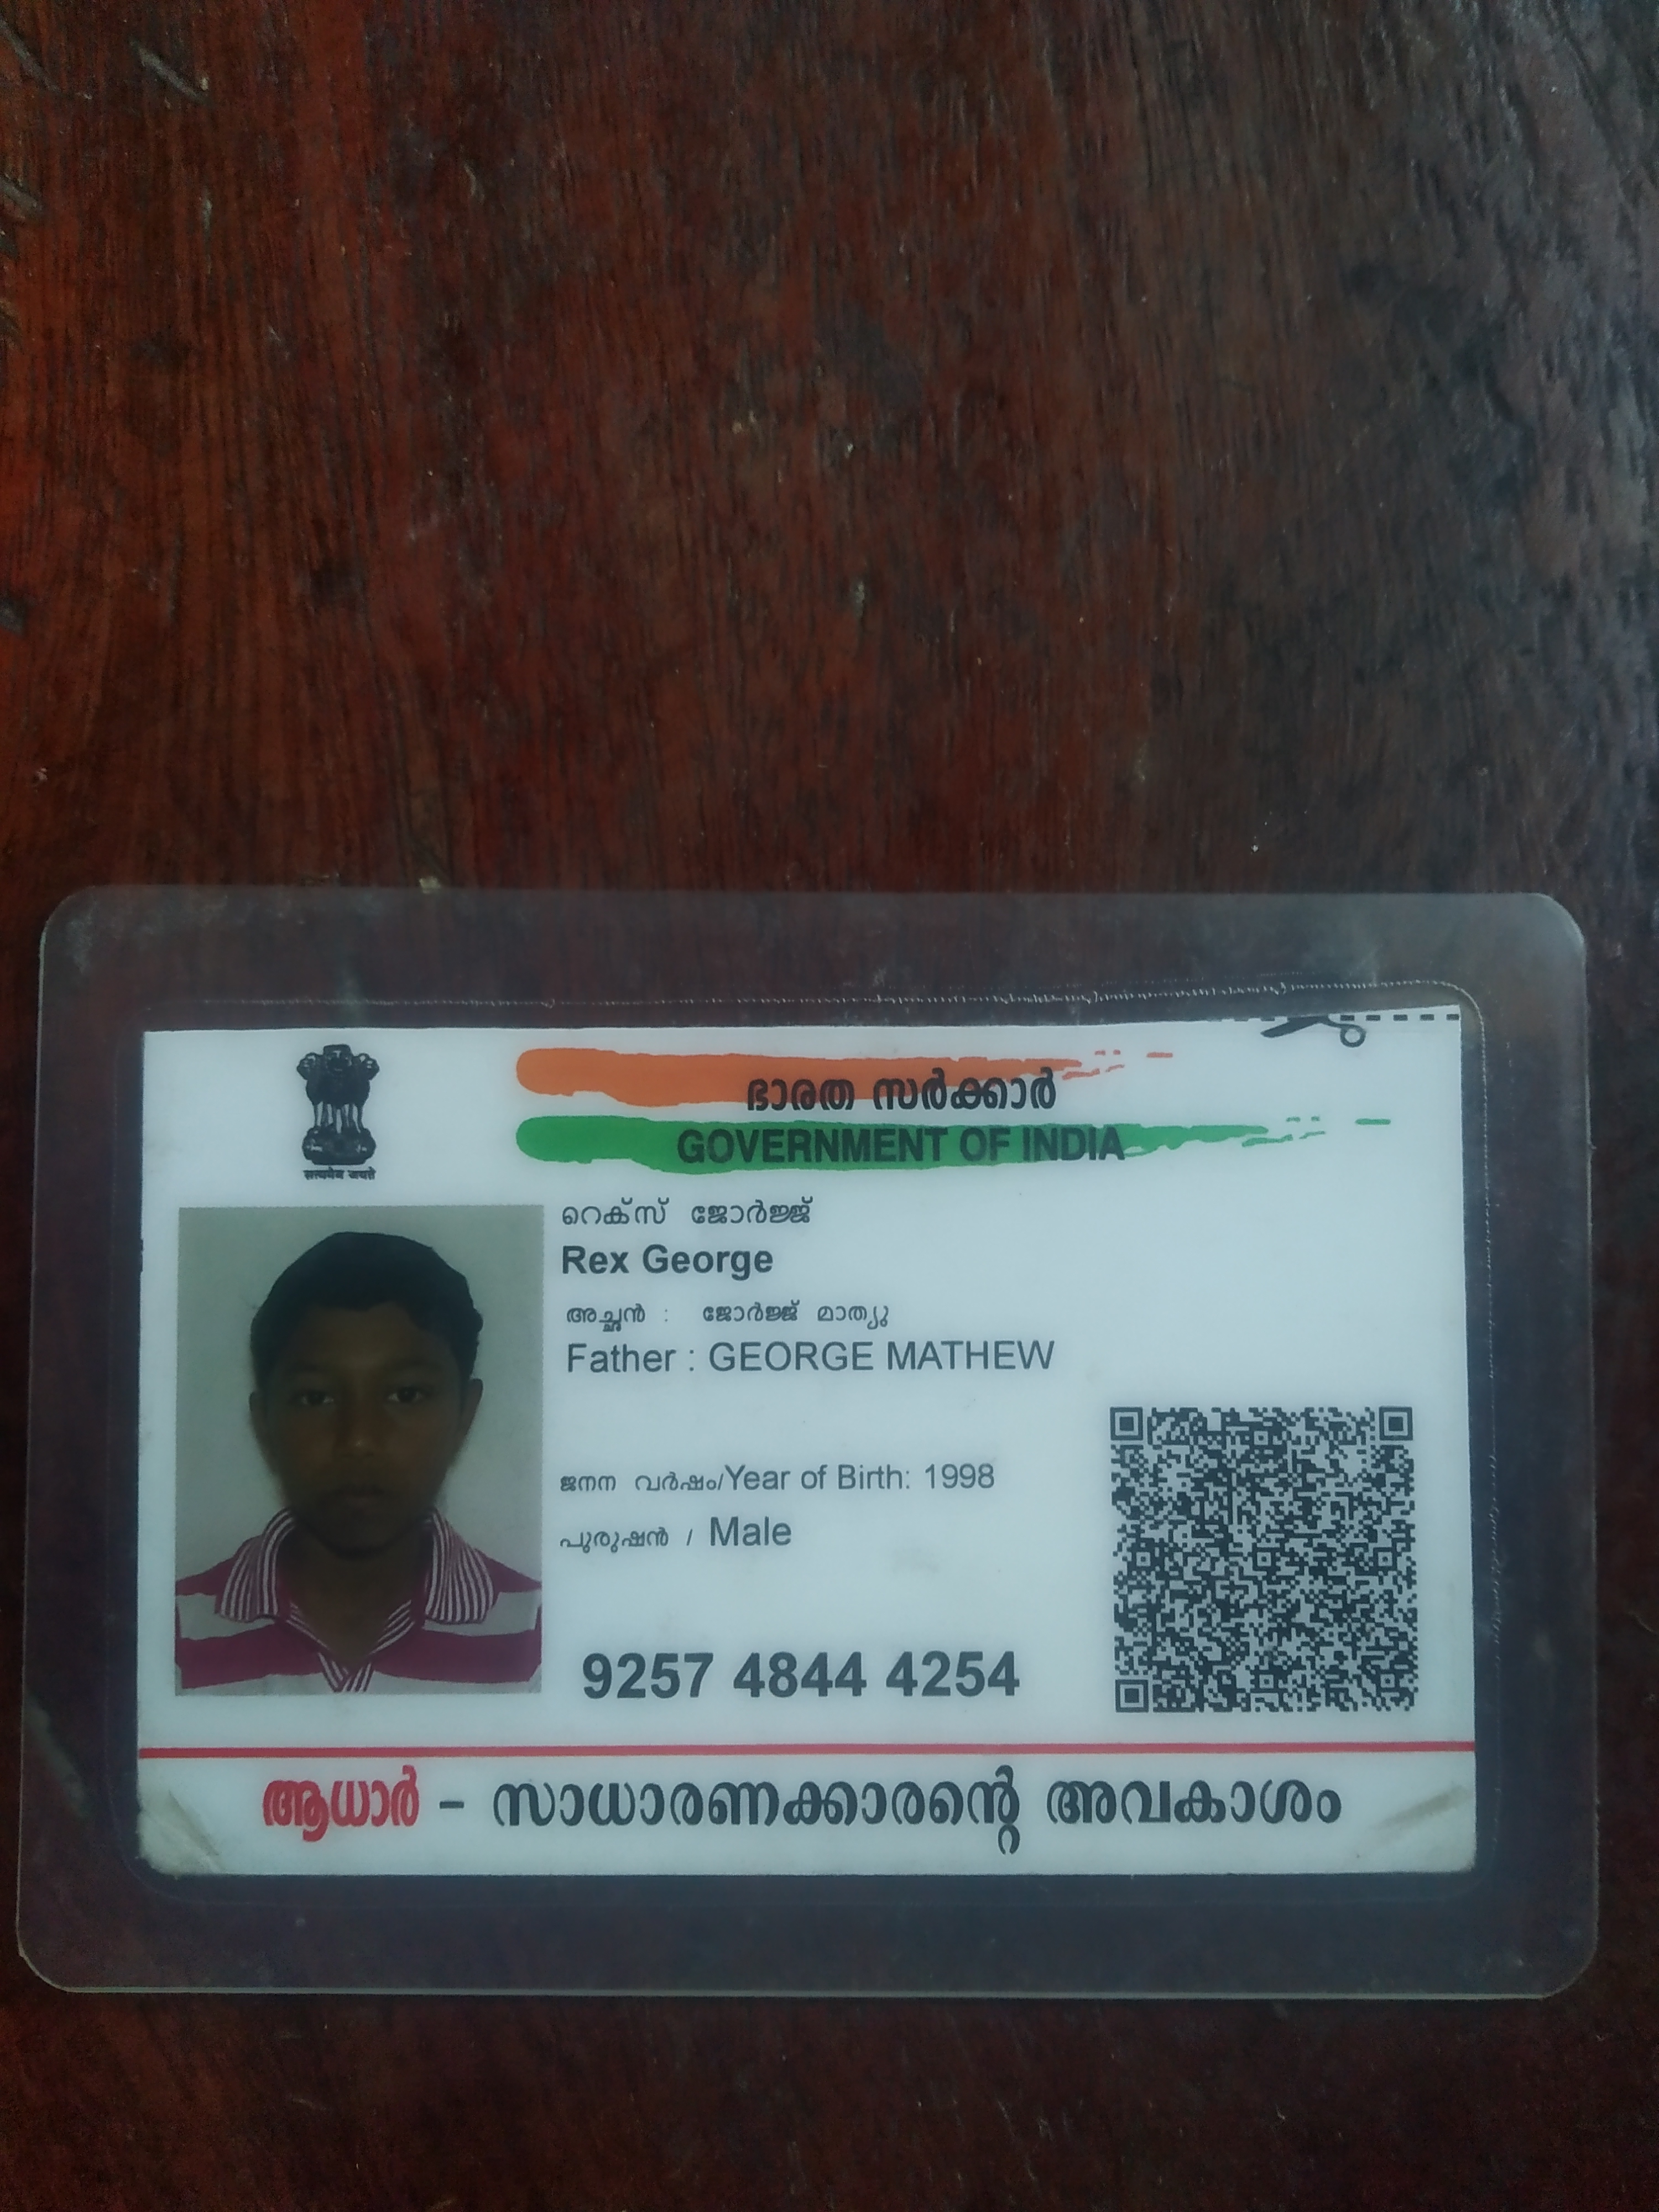 सत्यमेव जयते
ഭാരത സർക്കാർ
GOVERNMENT OF INDIA
റെക്സ് ജോർജ്ജ്
Rex George
അച്ഛൻ : ജോർജ്ജ് മാത്യു
Father : GEORGE MATHEW
ജനന വർഷം/Year of Birth: 1998
പുരുഷൻ / Male
9257 4844 4254
ആധാർ - സാധാരണക്കാരന്റെ അവകാശം